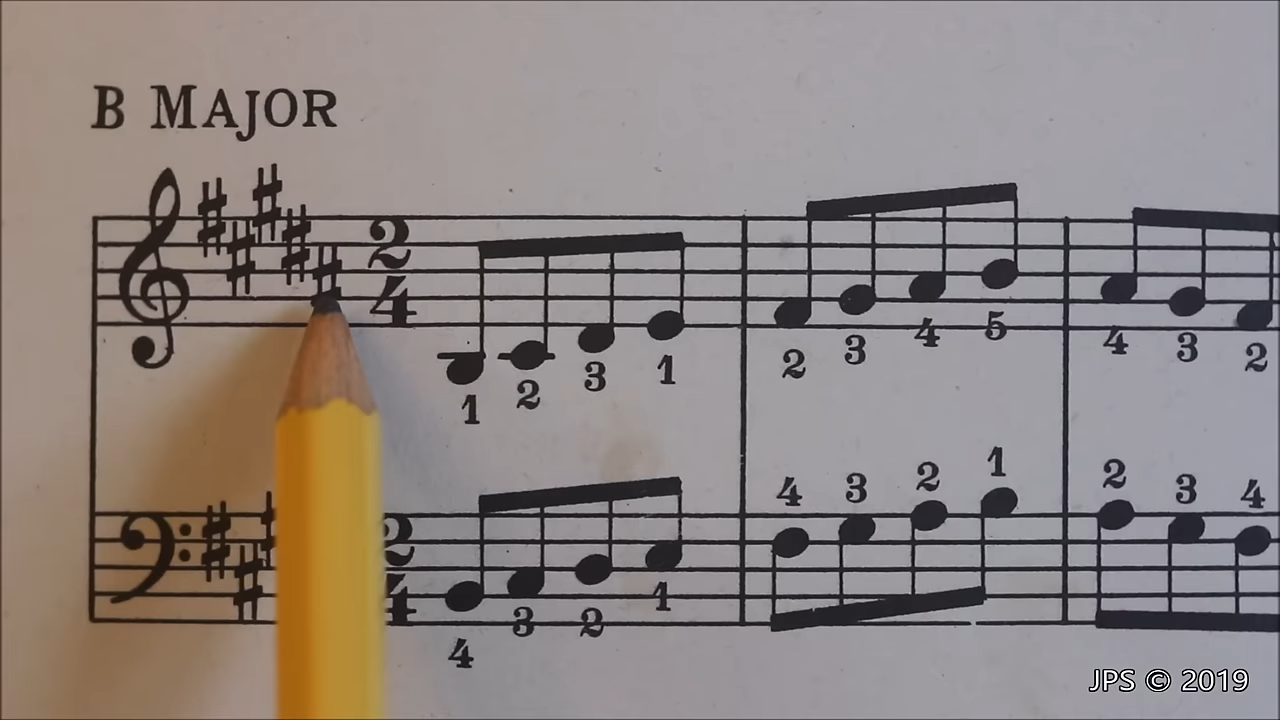 B MAJOR
2
4
1 2 3 1 2 3 4 5 4 3 2
4 3 2 1 2 3 4
2
4
4 3 2 1
JPS © 2019